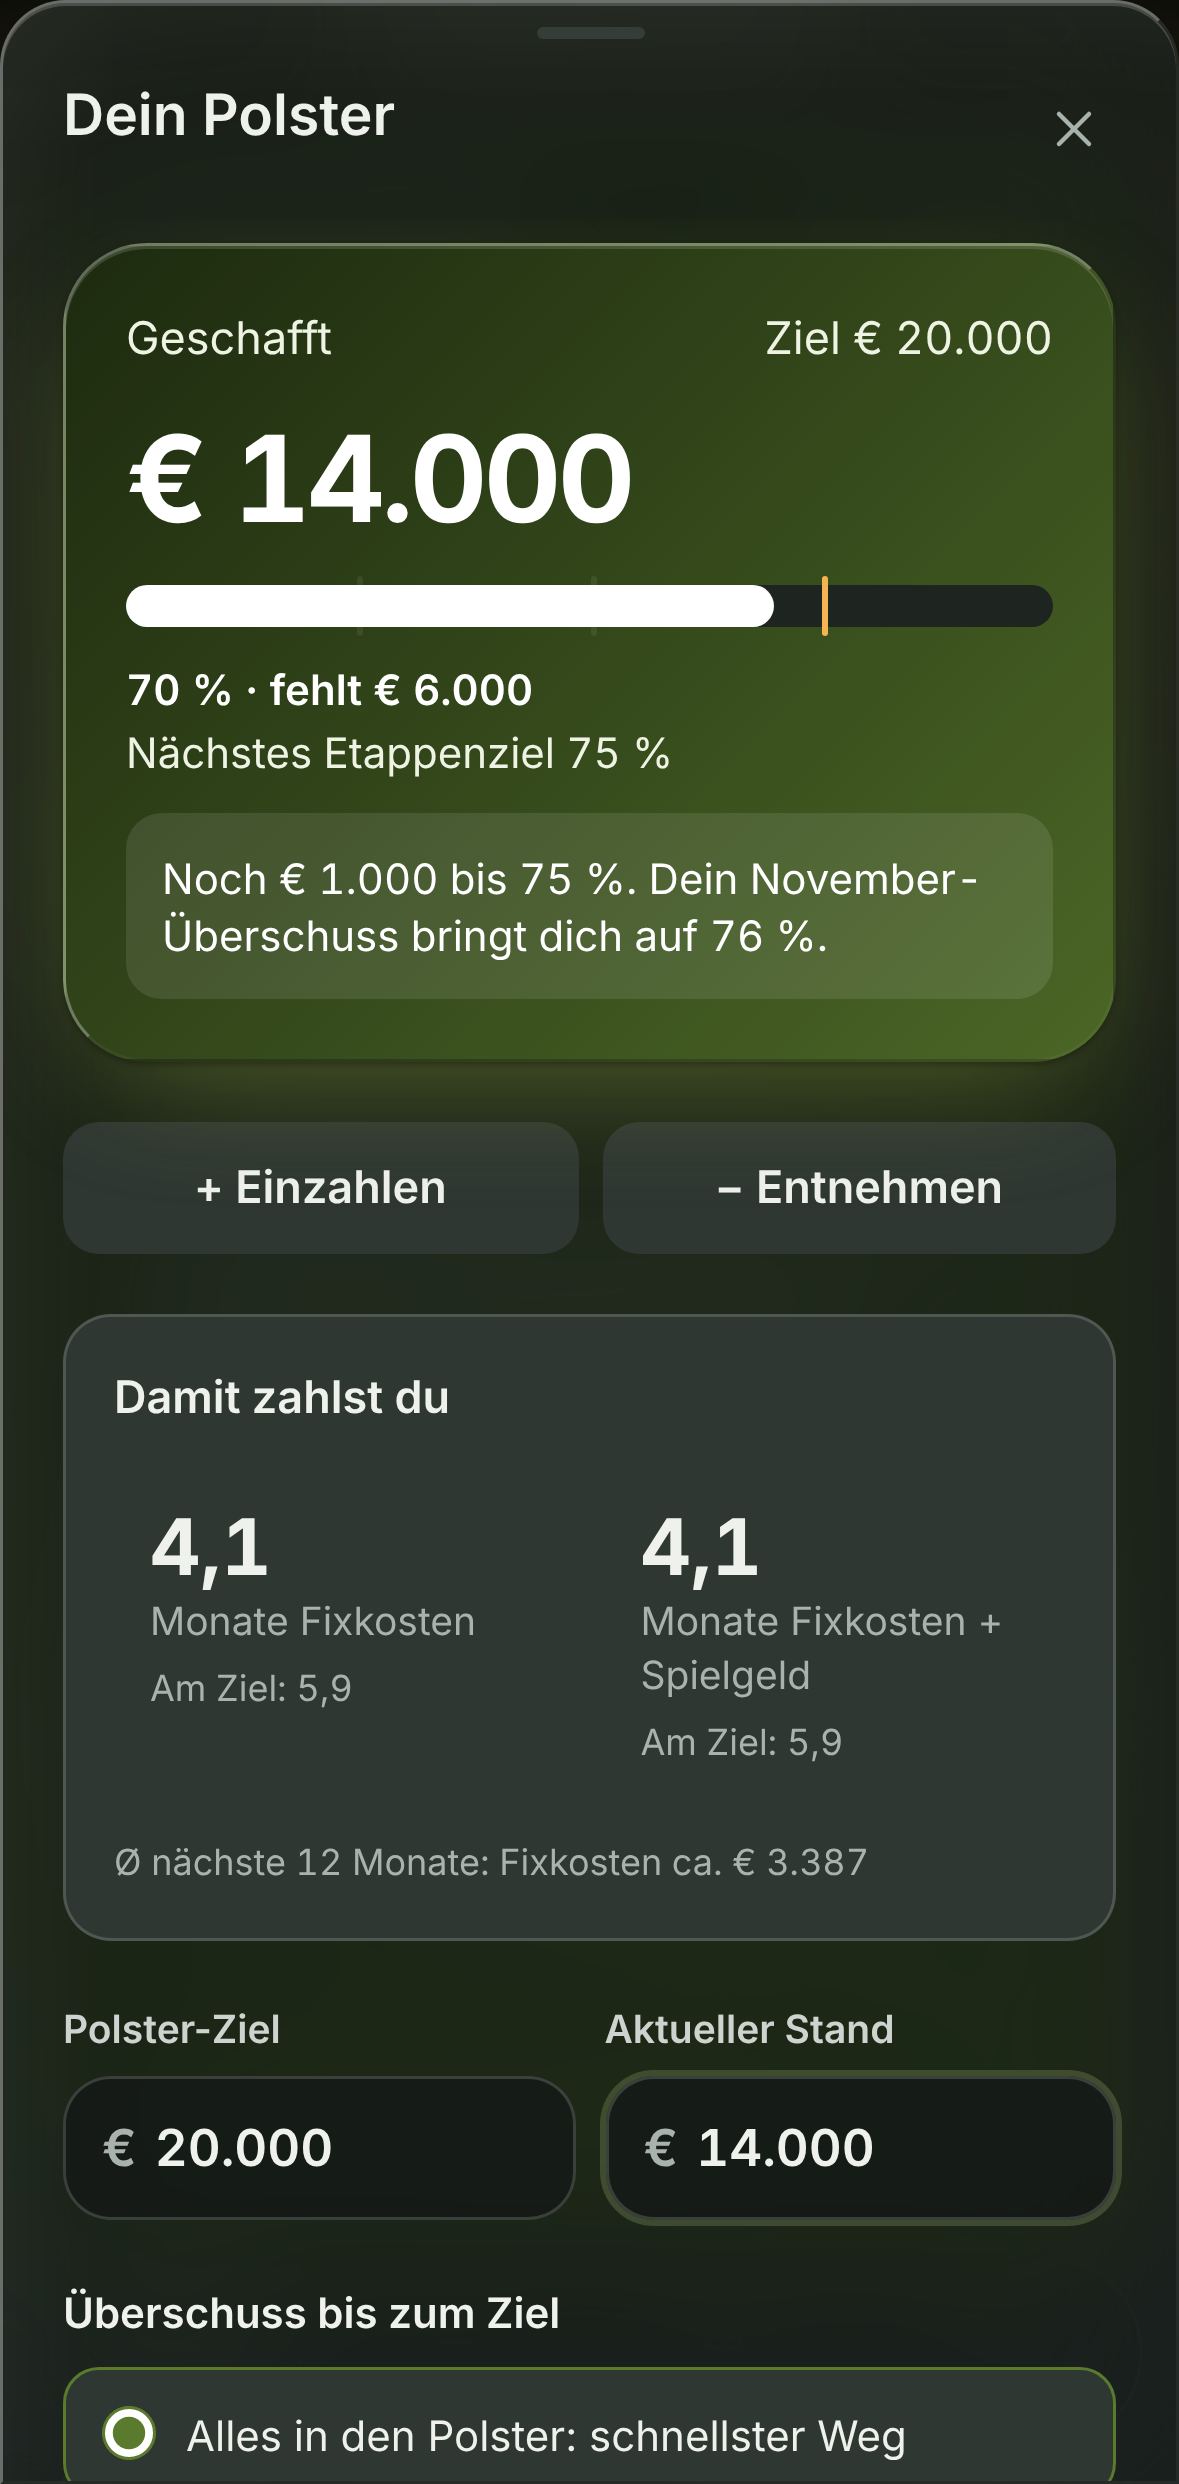 Dein Polster
Geschafft
Ziel € 20.000
€ 14.000
70 % · fehlt € 6.000
Nächstes Etappenziel 75 %
Noch € 1.000 bis 75 %. Dein November-
Überschuss bringt dich auf 76 %.
+ Einzahlen
– Entnehmen
Damit zahlst du
4,1
Monate Fixkosten
Am Ziel: 5,9
4,1
Monate Fixkosten +
Spielgeld
Am Ziel: 5,9
Ø nächste 12 Monate: Fixkosten ca. € 3.387
Polster-Ziel
€ 20.000
Aktueller Stand
€ 14.000
Überschuss bis zum Ziel
Alles in den Polster: schnellster Weg